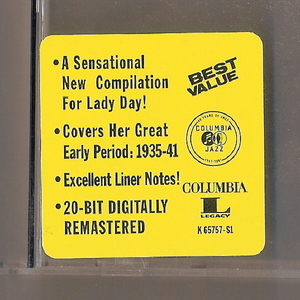 • A Sensational
New Compilation
For Lady Day!
• Covers Her Great
Early Period: 1935-41
• Excellent Liner Notes!
• 20-BIT DIGITALLY
REMASTERED
BEST
VALUE
COLUMBIA
JAZZ
COLUMBIA
L
LEGACY
K 65757-S1